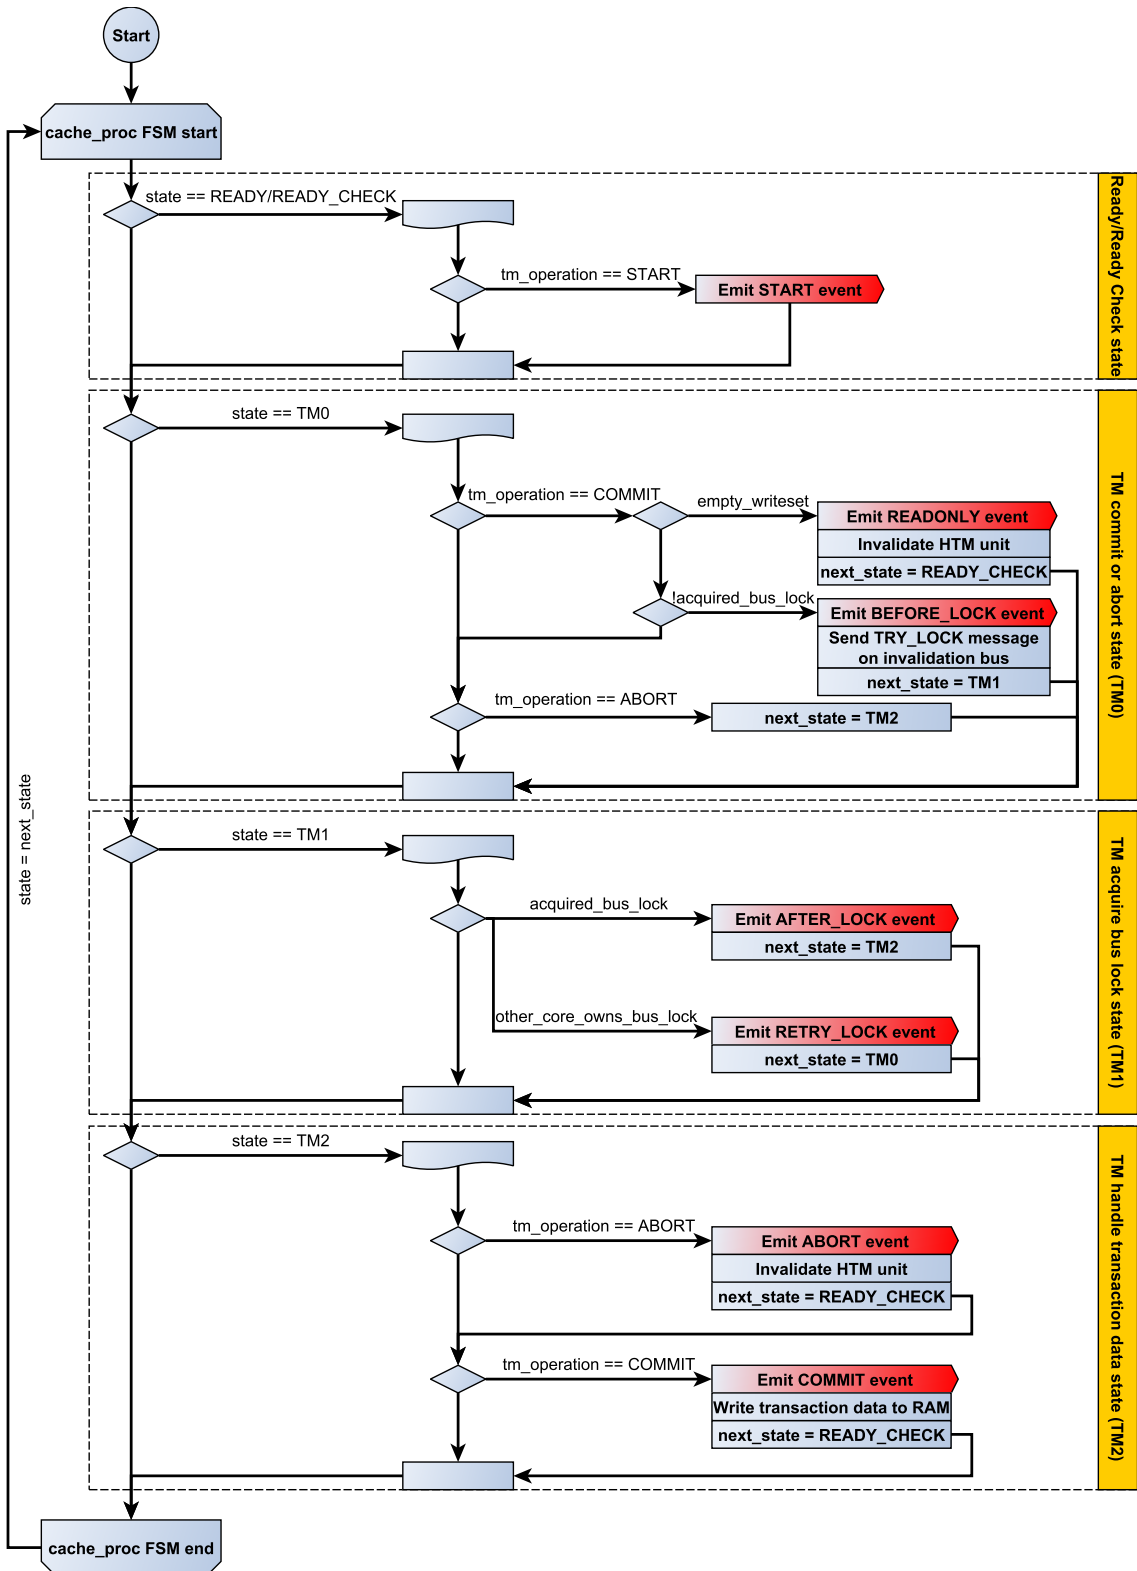 Start
cache_proc FSM start
Ready/Ready Check state
state == READY/READY_CHECK
tm_operation == START
Emit START event
TM commit or abort state (TM0)
state == TM0
tm_operation == COMMIT
empty_writeset
Emit READONLY event
Invalidate HTM unit
next_state = READY_CHECK
!acquired_bus_lock
Emit BEFORE_LOCK event
Send TRY_LOCK message
on invalidation bus
next_state = TM1
tm_operation == ABORT
next_state = TM2
state = next_state
TM acquire bus lock state (TM1)
state == TM1
acquired_bus_lock
Emit AFTER_LOCK event
next_state = TM2
other_core_owns_bus_lock
Emit RETRY_LOCK event
next_state = TM0
TM handle transaction data state (TM2)
state == TM2
tm_operation == ABORT
Emit ABORT event
Invalidate HTM unit
next_state = READY_CHECK
tm_operation == COMMIT
Emit COMMIT event
Write transaction data to RAM
next_state = READY_CHECK
cache_proc FSM end